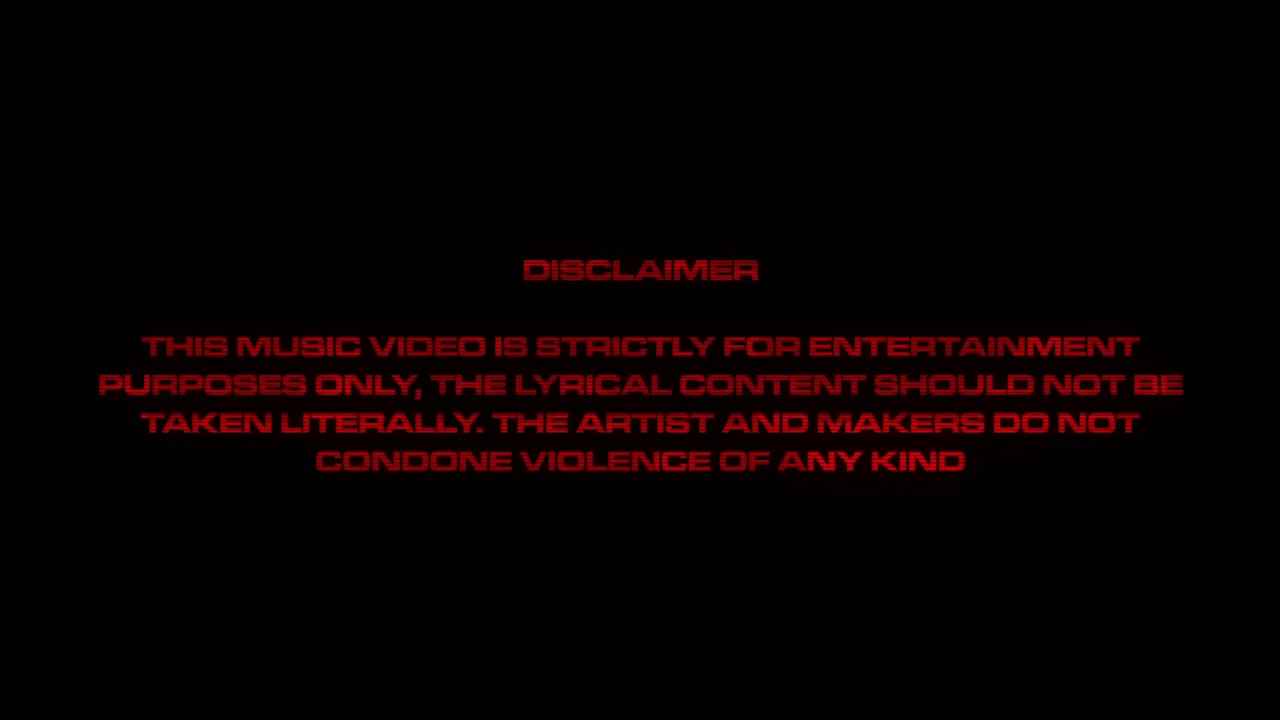 DISCLAIMER
THIS MUSIC VIDEO IS STRICTLY FOR ENTERTAINMENT
PURPOSES ONLY, THE LYRICAL CONTENT SHOULD NOT BE
TAKEN LITERALLY. THE ARTIST AND MAKERS DO NOT
CONDONE VIOLENCE OF ANY KIND